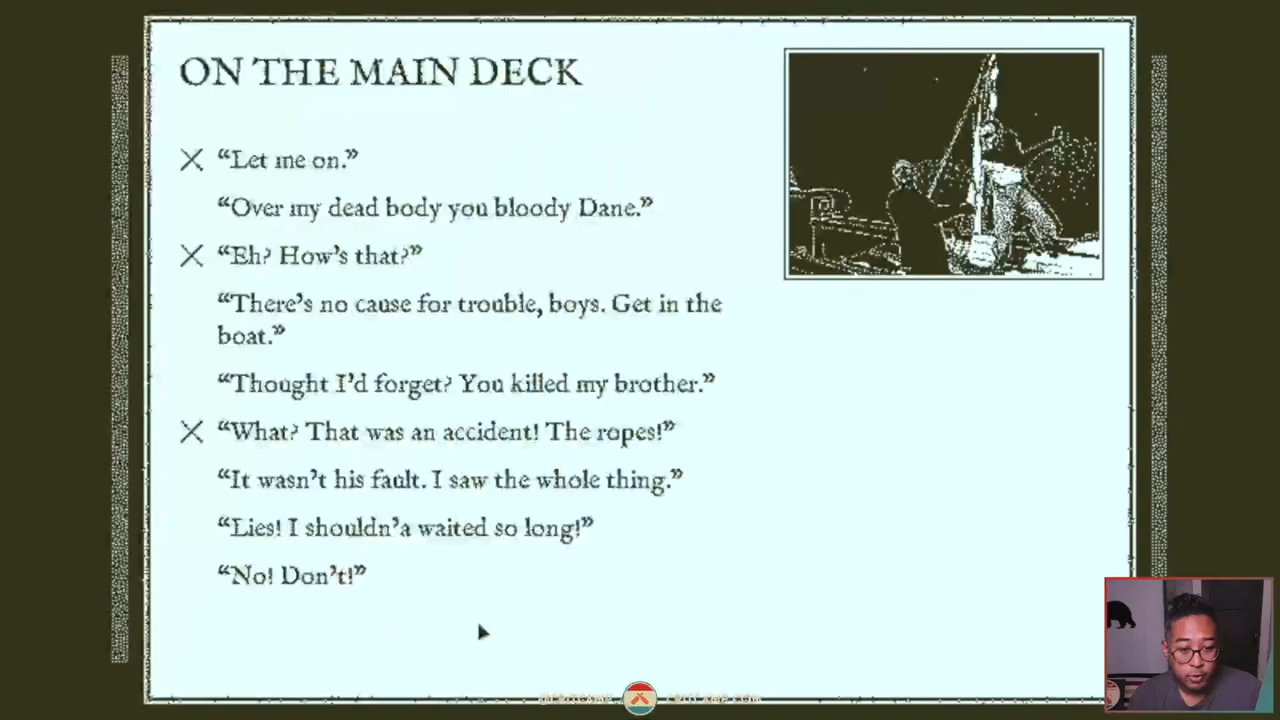 ON THE MAIN DECK
“Let me on.”
“Over my dead body you bloody Dane.”
“Eh? How’s that?”
“There’s no cause for trouble, boys. Get in the
boat.”
“Thought I’d forget? You killed my brother.”
“What? That was an accident! The ropes!”
“It wasn’t his fault. I saw the whole thing.”
“Lies! I shouldn’a waited so long!”
“No! Don’t!”